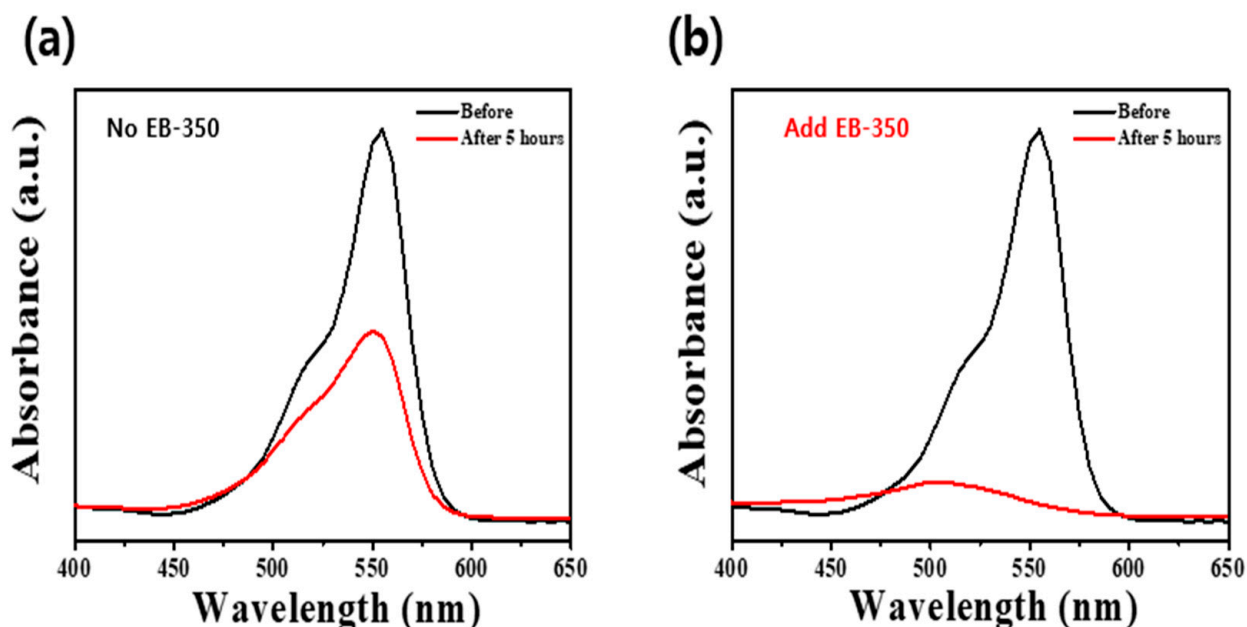 (a)
No EB-350
Before
After 5 hours
Absorbance (a.u.)
400 450 500 550 600 650
Wavelength (nm)
(b)
Add EB-350
Before
After 5 hours
Absorbance (a.u.)
400 450 500 550 600 650
Wavelength (nm)